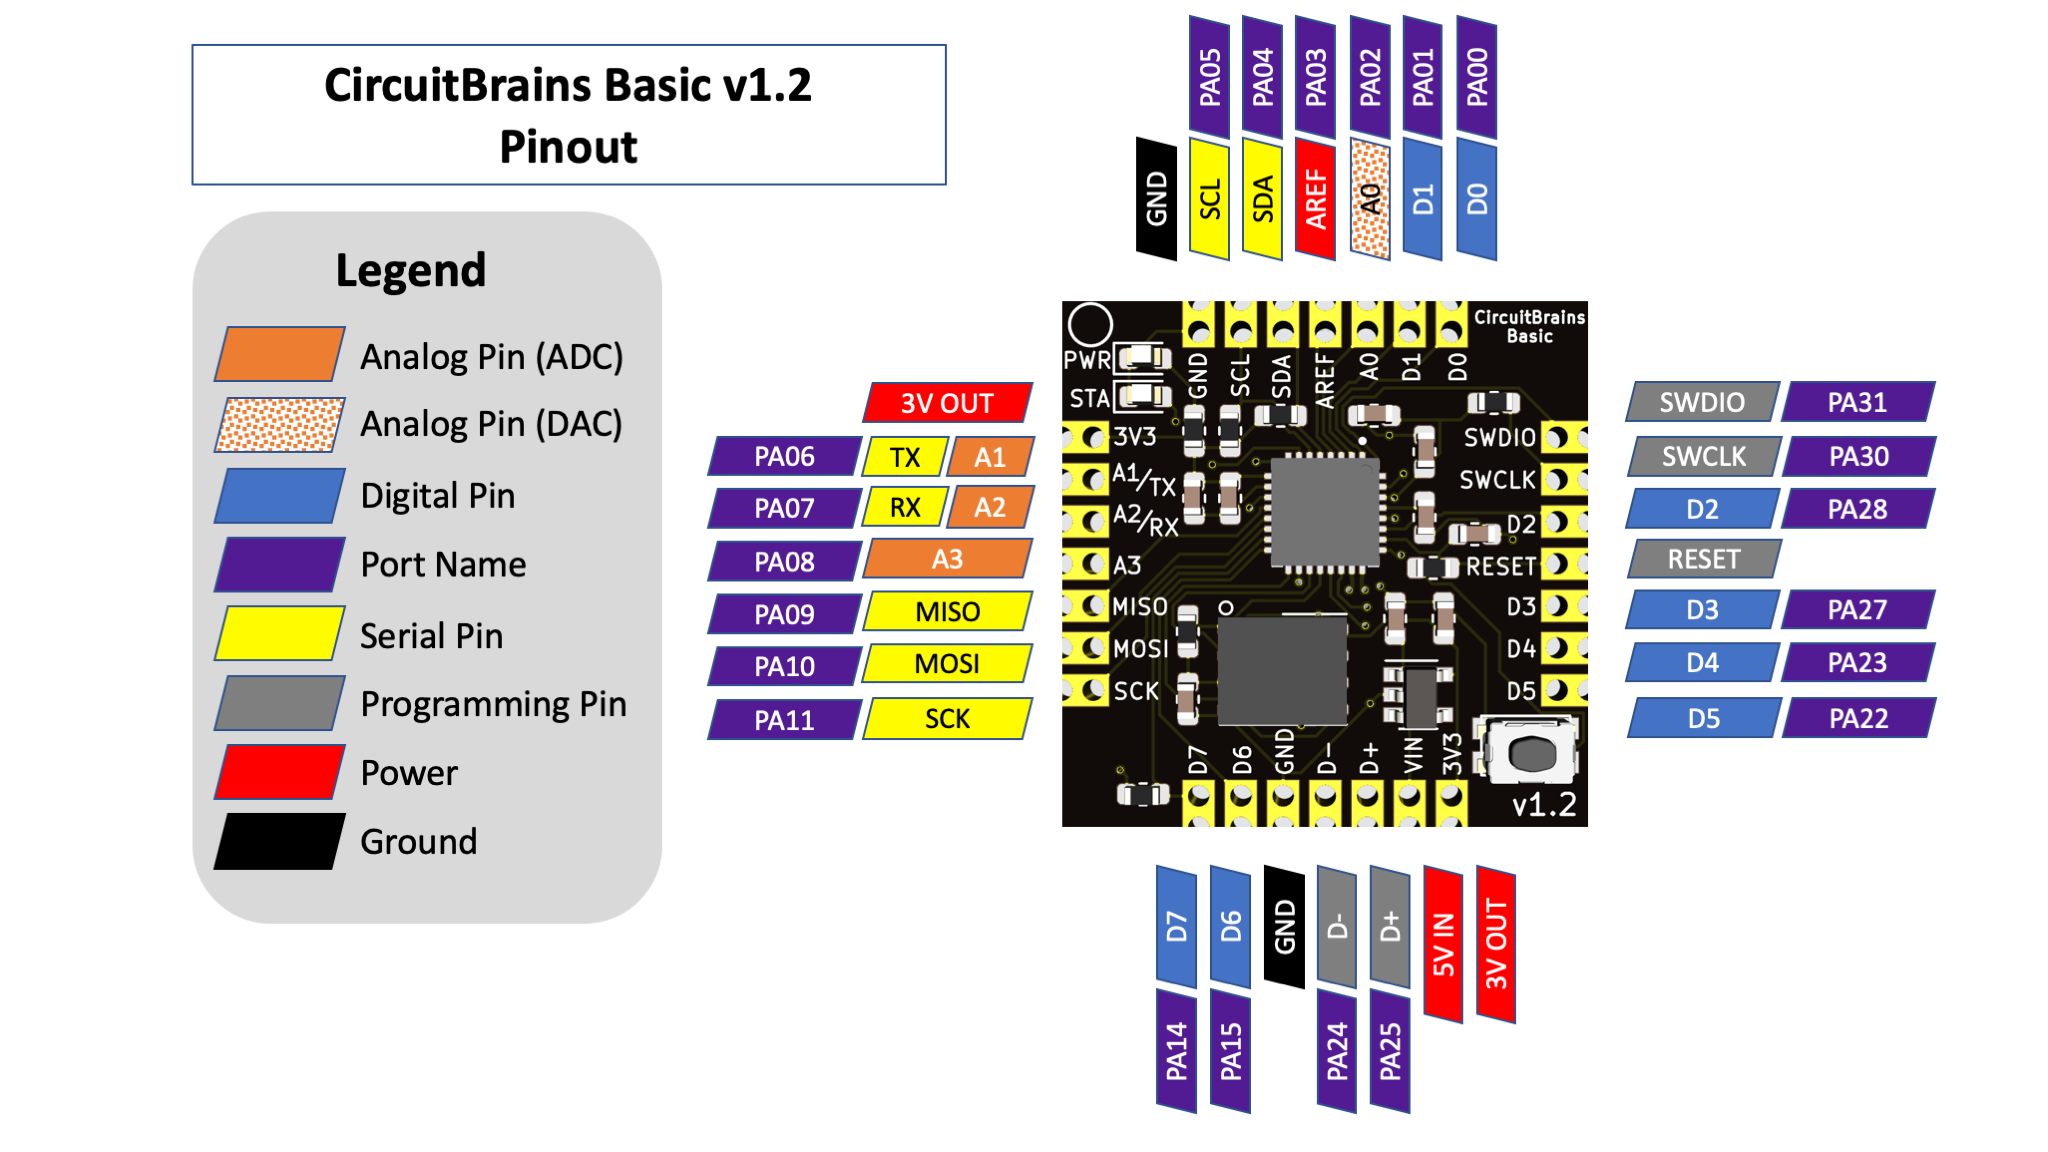 CircuitBrains Basic v1.2
Pinout
Legend
Analog Pin (ADC)
Analog Pin (DAC)
Digital Pin
Port Name
Serial Pin
Programming Pin
Power
Ground
PA05
PA04
PA03
PA02
PA01
PA00
GND
SCL
SDA
AREF
A0
D1
D0
3V OUT
PA06 TX A1
PA07 RX A2
PA08 A3
PA09 MISO
PA10 MOSI
PA11 SCK
CircuitBrains
Basic
PWR
STA
GND
SCL
SDA
AREF
A0
D1
D0
3V3
A1/TX
A2/RX
A3
MISO
MOSI
SCK
SWDIO
SWCLK
D2
RESET
D3
D4
D5
D7
D6
GND
D-
D+
VIN
3V3
v1.2
SWDIO PA31
SWCLK PA30
D2 PA28
RESET
D3 PA27
D4 PA23
D5 PA22
D7
D6
GND
D-
D+
5V IN
3V OUT
PA14
PA15
PA24
PA25